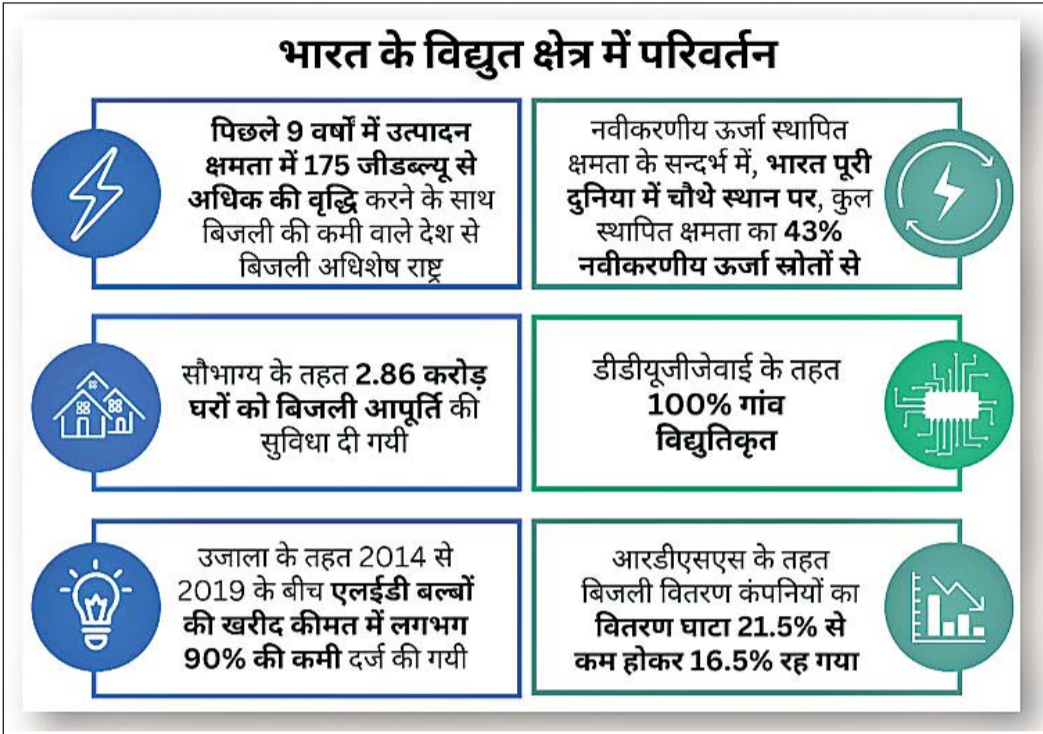 भारत के विद्युत क्षेत्र में परिवर्तन
पिछले 9 वर्षों में उत्पादन
क्षमता में 175 जीडब्ल्यू से
अधिक की वृद्धि करने के साथ
बिजली की कमी वाले देश से
बिजली अधिशेष राष्ट्र
नवीकरणीय ऊर्जा स्थापित
क्षमता के सन्दर्भ में, भारत पूरी
दुनिया में चौथे स्थान पर, कुल
स्थापित क्षमता का 43%
नवीकरणीय ऊर्जा स्रोतों से
सौभाग्य के तहत 2.86 करोड़
घरों को बिजली आपूर्ति की
सुविधा दी गयी
डीडीयूजीजेवाई के तहत
100% गांव
विद्युतिकृत
उजाला के तहत 2014 से
2019 के बीच एलईडी बल्बों
की खरीद कीमत में लगभग
90% की कमी दर्ज की गयी
आरडीएसएस के तहत
बिजली वितरण कंपनियों का
वितरण घाटा 21.5% से
कम होकर 16.5% रह गया